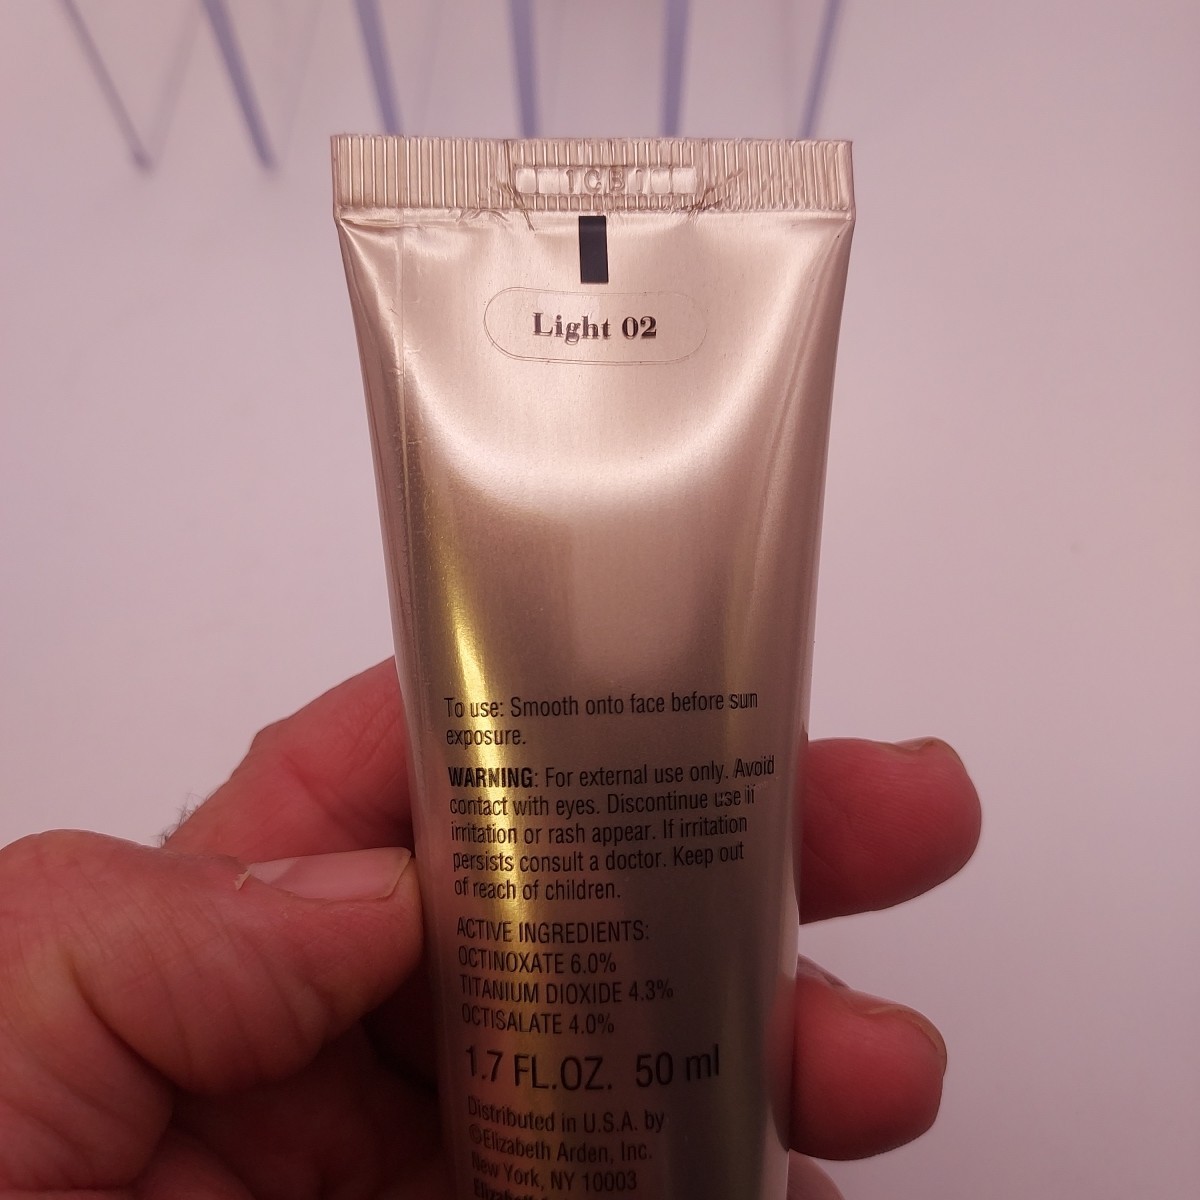 1CB1
Light 02
To use: Smooth onto face before sun
exposure.
WARNING: For external use only. Avoid
contact with eyes. Discontinue use if
irritation or rash appear. If irritation
persists consult a doctor. Keep out
of reach of children.
ACTIVE INGREDIENTS:
OCTINOXATE 6.0%
TITANIUM DIOXIDE 4.3%
OCTISALATE 4.0%
1.7 FL.OZ. 50 ml
Distributed in U.S.A. by
©Elizabeth Arden, Inc.
New York, NY 10003